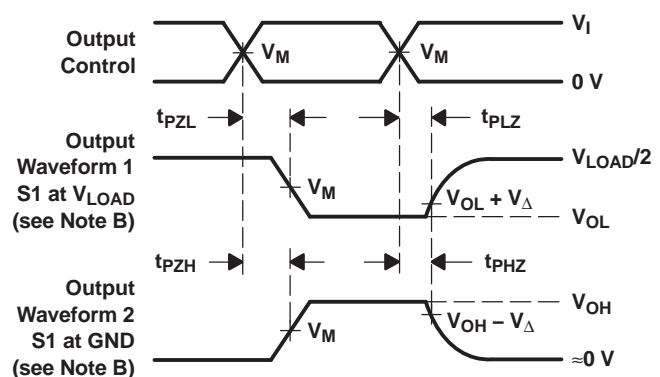 Output
Control
V_M
V_M
V_I
0 V
t_PZL
t_PLZ
Output
Waveform 1
S1 at V_LOAD
(see Note B)
V_M
V_LOAD/2
V_OL + V_Δ
V_OL
t_PZH
t_PHZ
Output
Waveform 2
S1 at GND
(see Note B)
V_M
V_OH
V_OH – V_Δ
≈0 V